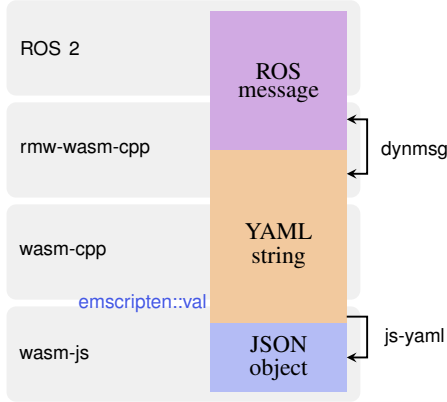 ROS 2
ROS
message
rmw-wasm-cpp
dynmsg
wasm-cpp
YAML
string
emscripten::val
js-yaml
wasm-js
JSON
object